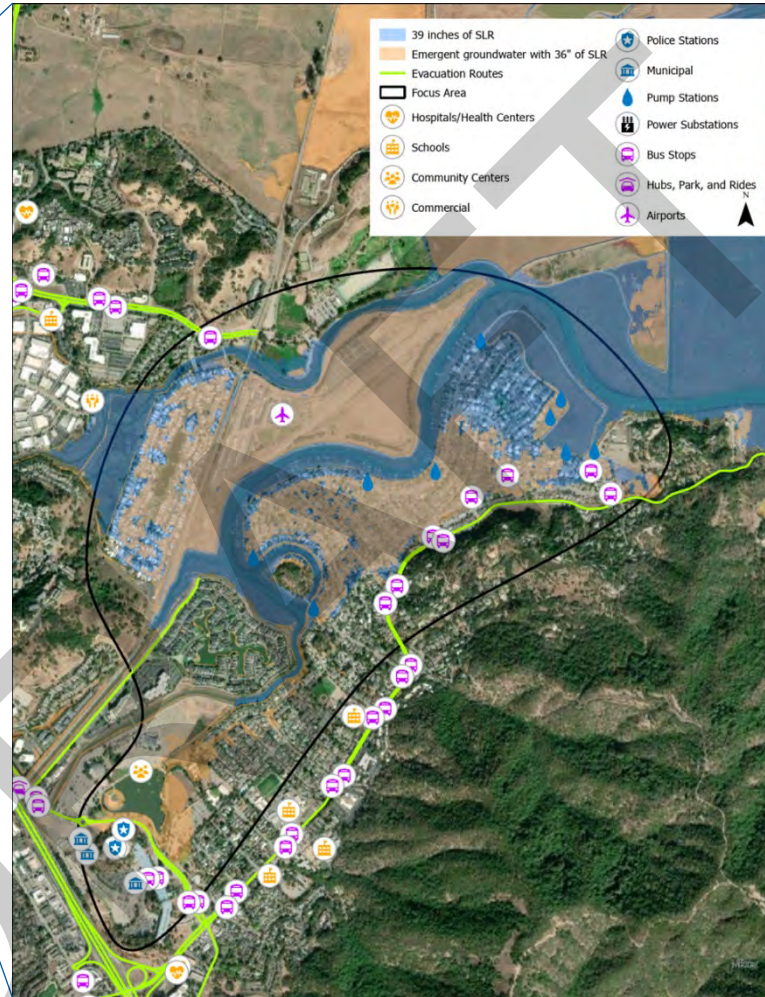 39 inches of SLR
Emergent groundwater with 36" of SLR
Evacuation Routes
Focus Area
Hospitals/Health Centers
Schools
Community Centers
Commercial
Police Stations
Municipal
Pump Stations
Power Substations
Bus Stops
Hubs, Park, and Rides
N
Airports
DRAFT